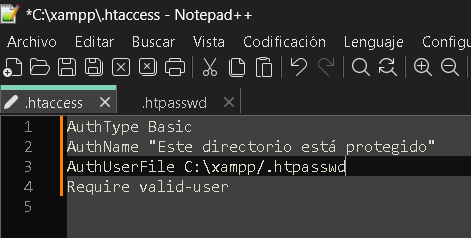 *C:\xampp\.htaccess - Notepad++
Archivo Editar Buscar Vista Codificación Lenguaje Configu
.htaccess .htpasswd
1 AuthType Basic
2 AuthName "Este directorio está protegido"
3 AuthUserFile C:\xampp/.htpasswd
4 Require valid-user
5